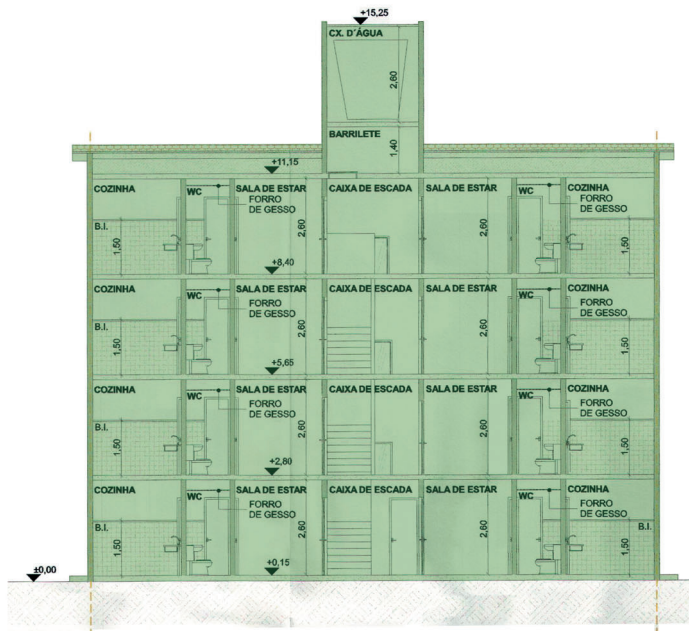 +15,25
CX. D´ÁGUA
2,60
BARRILETE
1,40
+11,15
COZINHA WC SALA DE ESTAR CAIXA DE ESCADA SALA DE ESTAR WC COZINHA
FORRO DE GESSO
FORRO DE GESSO
B.I.
1,50
2,60
2,60
1,50
+8,40
COZINHA WC SALA DE ESTAR CAIXA DE ESCADA SALA DE ESTAR WC COZINHA
FORRO DE GESSO
FORRO DE GESSO
B.I.
1,50
2,60
2,60
1,50
+5,65
COZINHA WC SALA DE ESTAR CAIXA DE ESCADA SALA DE ESTAR WC COZINHA
FORRO DE GESSO
FORRO DE GESSO
B.I.
1,50
2,60
2,60
1,50
+2,80
COZINHA WC SALA DE ESTAR CAIXA DE ESCADA SALA DE ESTAR WC COZINHA
FORRO DE GESSO
FORRO DE GESSO
B.I.
B.I.
1,50
2,60
2,60
1,50
+0,15
±0,00